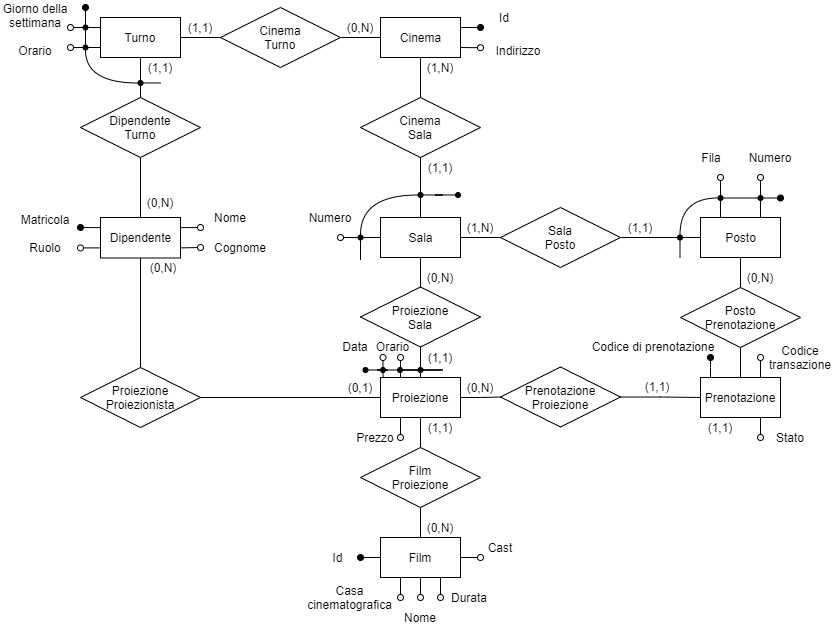 Giorno della
settimana
Orario
Turno
(1,1)
Cinema
Turno
(0,N)
Cinema
Id
Indirizzo
(1,1)
(1,N)
Dipendente
Turno
Cinema
Sala
(0,N)
(1,1)
Fila
Numero
Matricola
Ruolo
Dipendente
Nome
Cognome
(0,N)
Numero
Sala
(1,N)
Sala
Posto
(1,1)
Posto
(0,N)
(0,N)
Proiezione
Sala
Posto
Prenotazione
Data
Orario
(1,1)
Codice di prenotazione
Codice
transazione
Proiezione
Proiezionista
(0,1)
Proiezione
(0,N)
Prenotazione
Proiezione
(1,1)
Prenotazione
Prezzo
(1,1)
(1,1)
Stato
Film
Proiezione
(0,N)
Id
Film
Cast
Casa
cinematografica
Nome
Durata